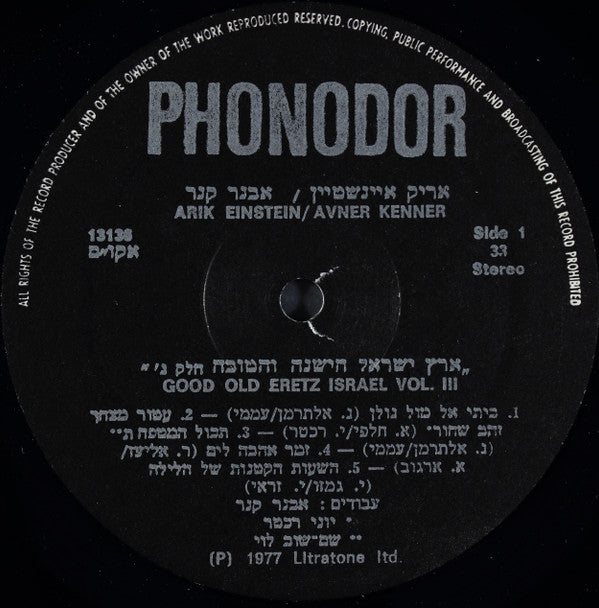 ALL RIGHTS OF THE RECORD PRODUCER AND OF THE OWNER OF THE WORK REPRODUCED RESERVED. COPYING, PUBLIC PERFORMANCE AND BROADCASTING OF THIS RECORD PROHIBITED
PHONODOR
אריק איינשטיין / אבנר קנר
ARIK EINSTEIN/AVNER KENNER
13136
אקו״ם
Side 1
33
Stereo
„ארץ ישראל הישנה והטובה חלק ג׳״
GOOD OLD ERETZ ISRAEL VOL. III
1. ביתי אל מול גולן (נ. אלתרמן/עממי) — 2. עטור מצחך
זהב שחור* (א. חלפי/י. רכטר) — 3. תכול המטפחת**
(נ. אלתרמן/עממי) — 4. זמר אהבה לים (ר. אליעז/
א. ארגוב) — 5. השעות הקטנות של הלילה
(י. גמזו/י. זראי)
עבודים: אבנר קנר
* יוני רכטר
** שם־טוב לוי
(P) 1977 Litratone ltd.